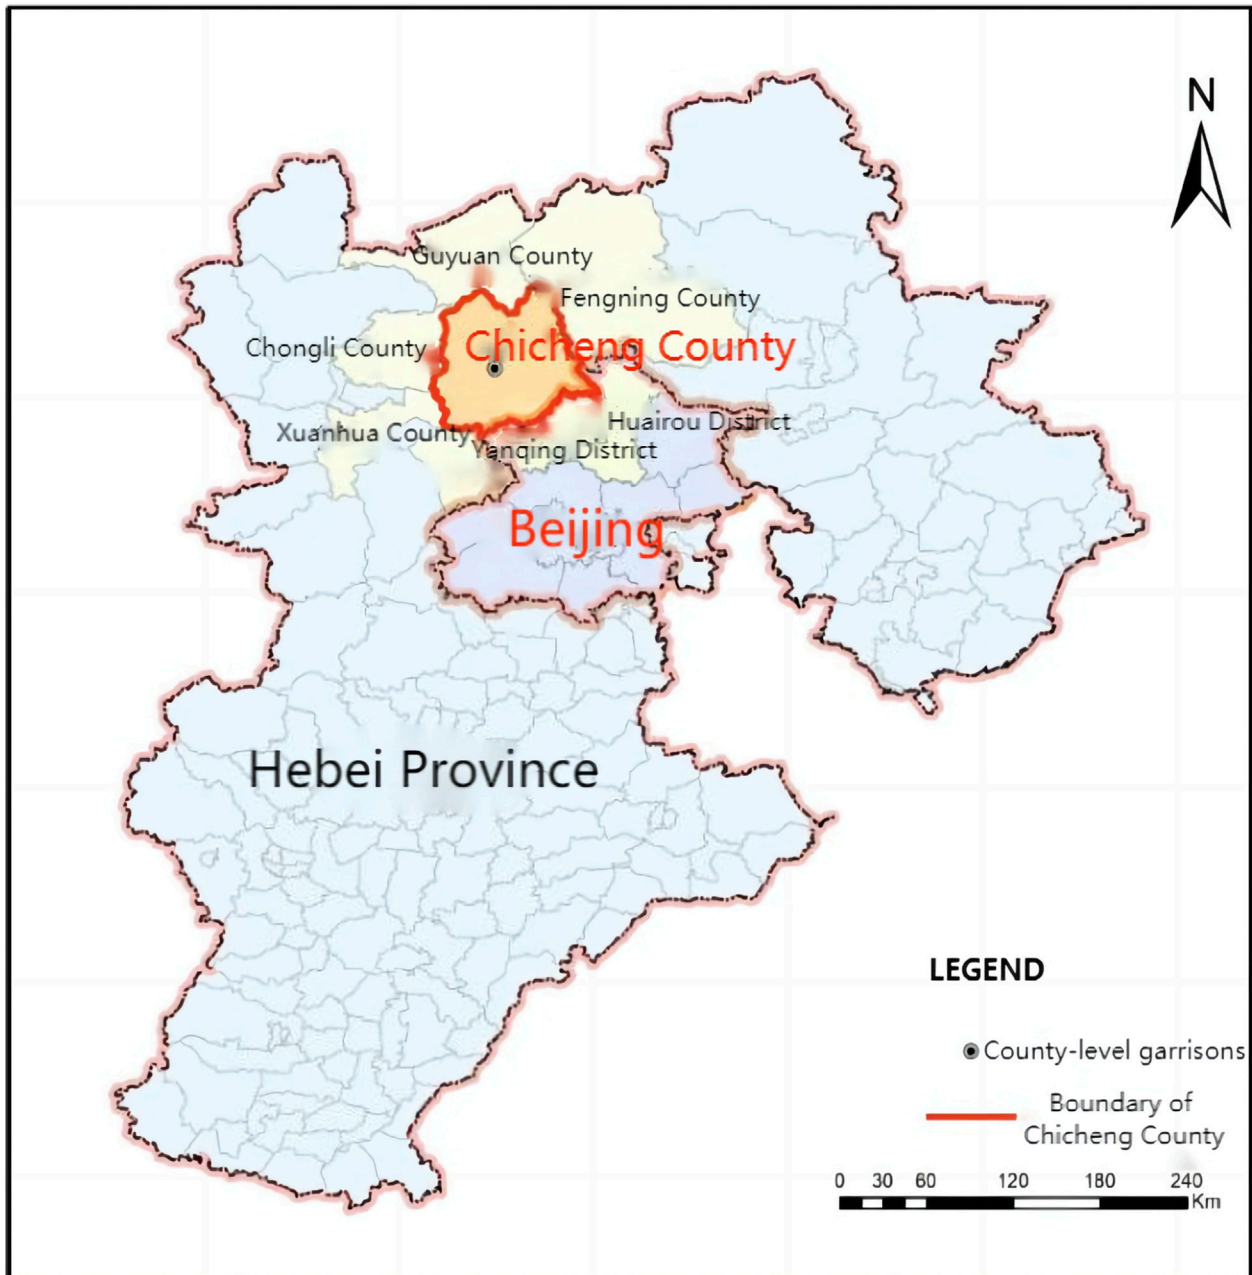 N
Guyuan County
Fengning County
Chongli County
Chicheng County
Huairou District
Xuanhua County
Yanqing District
Beijing
Hebei Province
LEGEND
County-level garrisons
Boundary of
Chicheng County
0 30 60 120 180 240
Km